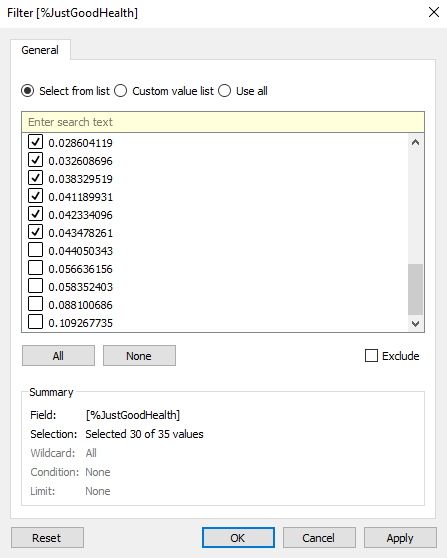 Filter [%JustGoodHealth]
General
Select from list Custom value list Use all
Enter search text
0.028604119
0.032608696
0.038329519
0.041189931
0.042334096
0.043478261
0.044050343
0.056636156
0.058352403
0.088100686
0.109267735
All None Exclude
Summary
Field: [%JustGoodHealth]
Selection: Selected 30 of 35 values
Wildcard: All
Condition: None
Limit: None
Reset OK Cancel Apply